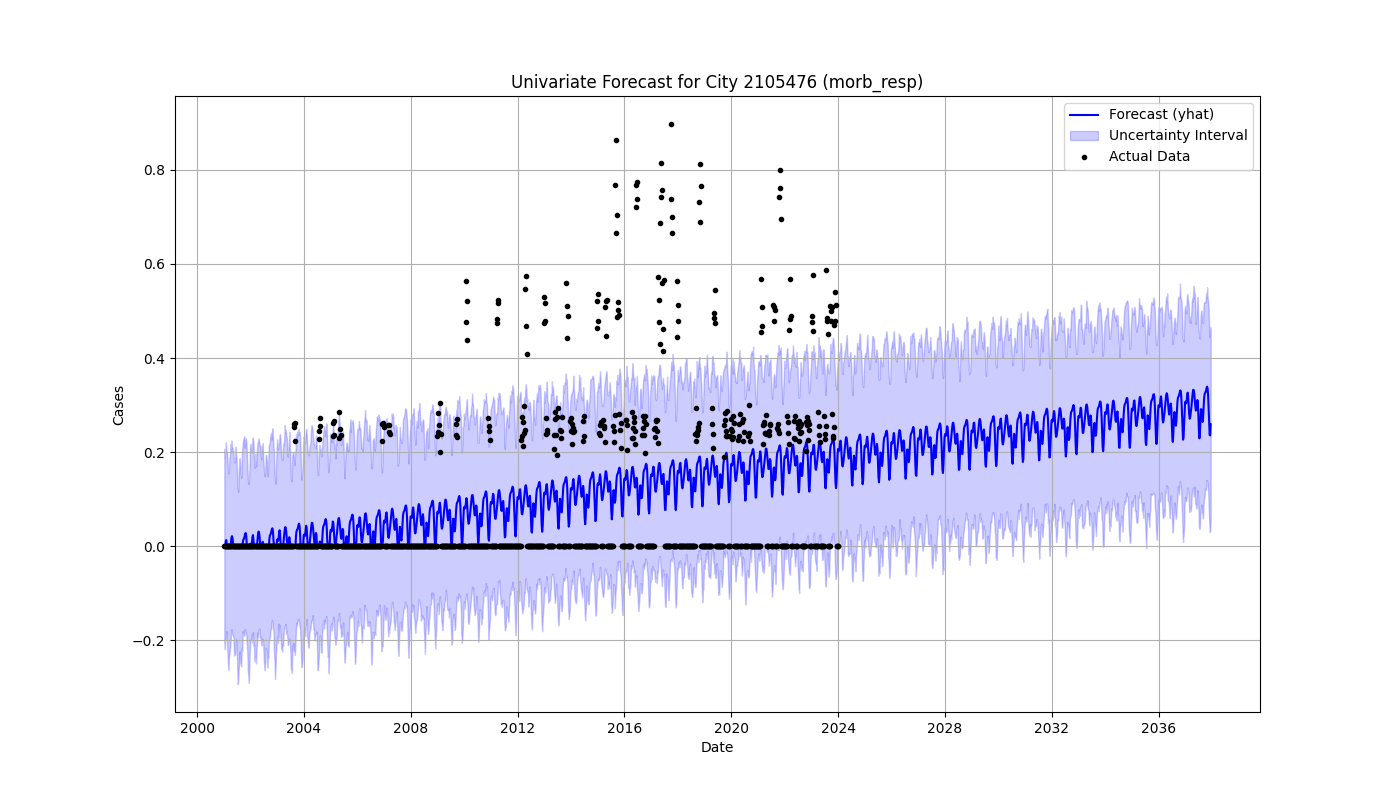 Univariate Forecast for City 2105476 (morb_resp)
Forecast (yhat)
Uncertainty Interval
Actual Data
Cases
0.8
0.6
0.4
0.2
0.0
−0.2
2000 2004 2008 2012 2016 2020 2024 2028 2032 2036
Date